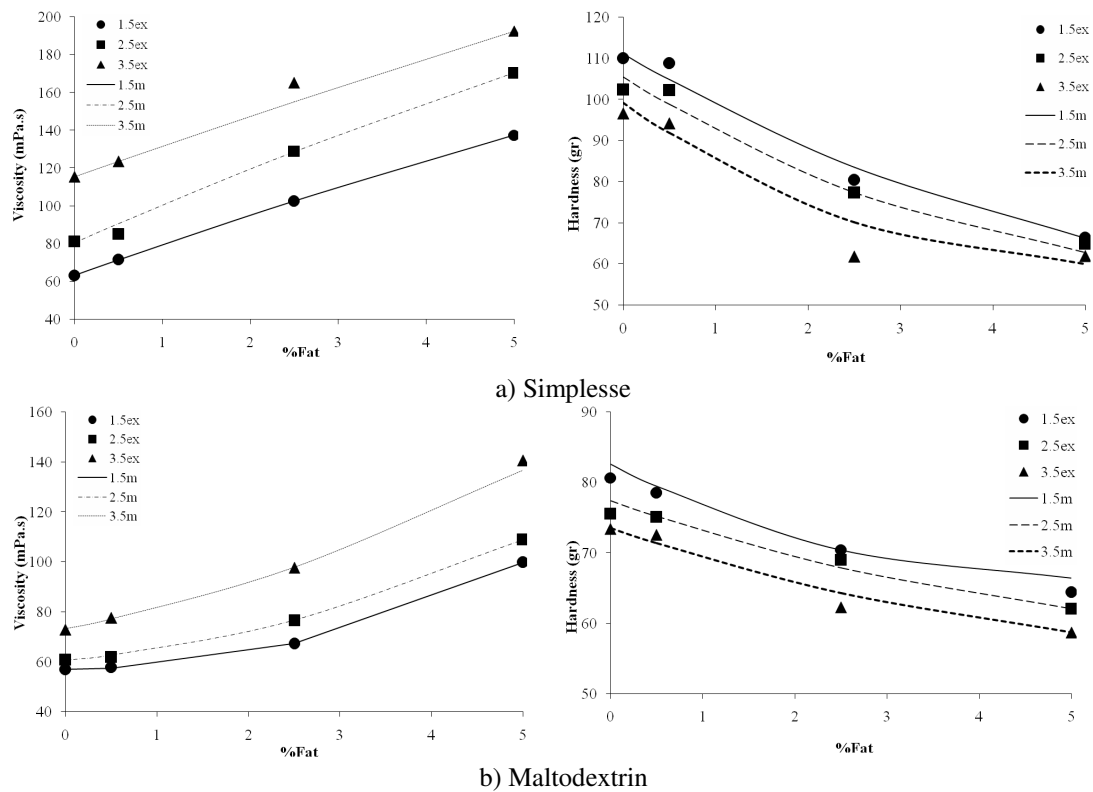 200
180
160
140
120
100
80
60
40
Viscosity (mPa.s)
1.5ex
2.5ex
3.5ex
1.5m
2.5m
3.5m
0 1 2 3 4 5
%Fat
120
110
100
90
80
70
60
50
Hardness (gr)
1.5ex
2.5ex
3.5ex
1.5m
2.5m
3.5m
0 1 2 3 4 5
%Fat
a) Simplesse
160
140
120
100
80
60
40
Viscosity (mPa.s)
1.5ex
2.5ex
3.5ex
1.5m
2.5m
3.5m
0 1 2 3 4 5
%Fat
90
80
70
60
50
Hardness (gr)
1.5ex
2.5ex
3.5ex
1.5m
2.5m
3.5m
0 1 2 3 4 5
%Fat
b) Maltodextrin